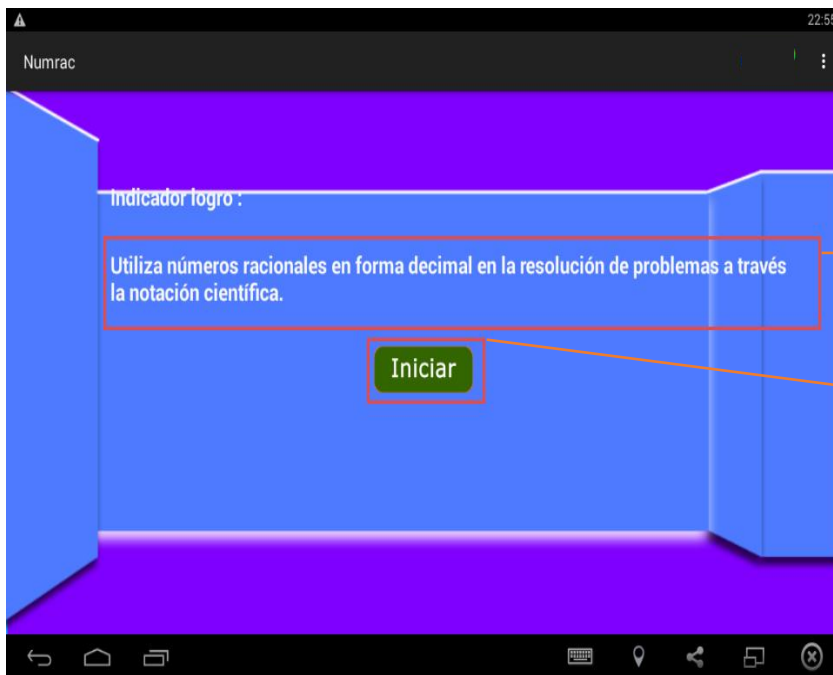 22:55
Numrac
Indicador logro :
Utiliza números racionales en forma decimal en la resolución de problemas a través
la notación científica.
Iniciar